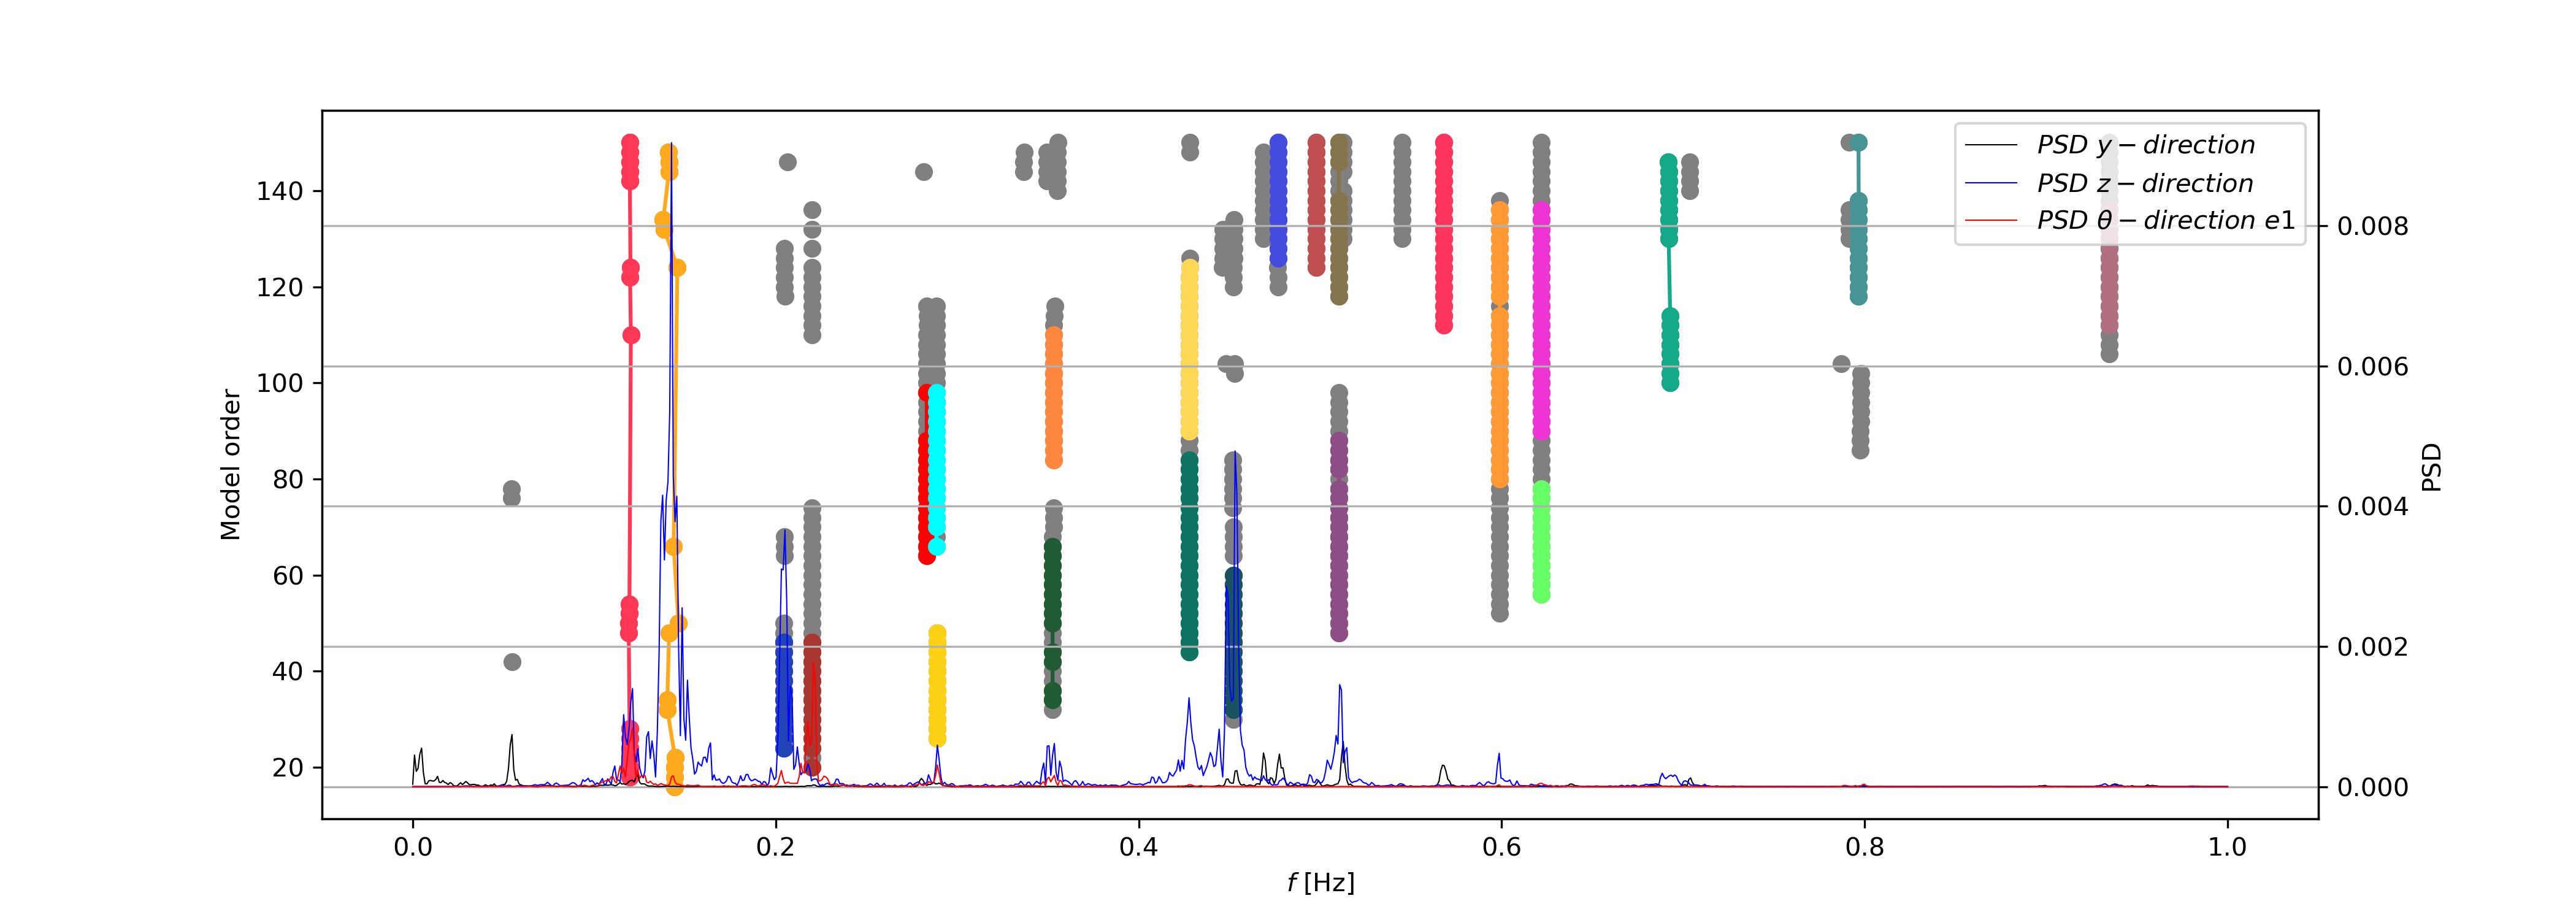 PSD y − direction
PSD z − direction
PSD θ − direction e1
Model order
140
120
100
80
60
40
20
0.008
0.006
0.004
0.002
0.000
PSD
0.0 0.2 0.4 0.6 0.8 1.0
f [Hz]